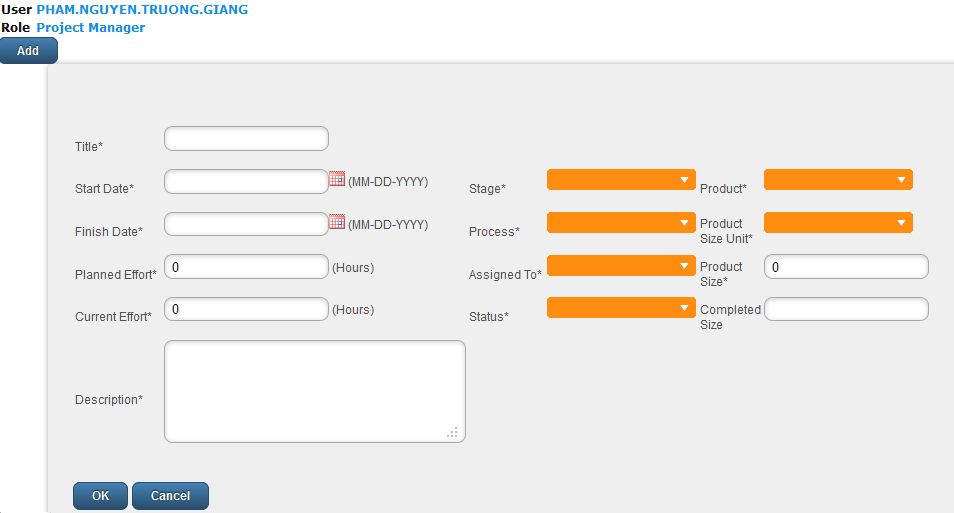 User PHAM.NGUYEN.TRUONG.GIANG
Role Project Manager
Add
Title*
Start Date* (MM-DD-YYYY) Stage* Product*
Finish Date* (MM-DD-YYYY) Process* Product Size Unit*
Planned Effort* 0 (Hours) Assigned To* Product Size* 0
Current Effort* 0 (Hours) Status* Completed Size
Description*
OK Cancel